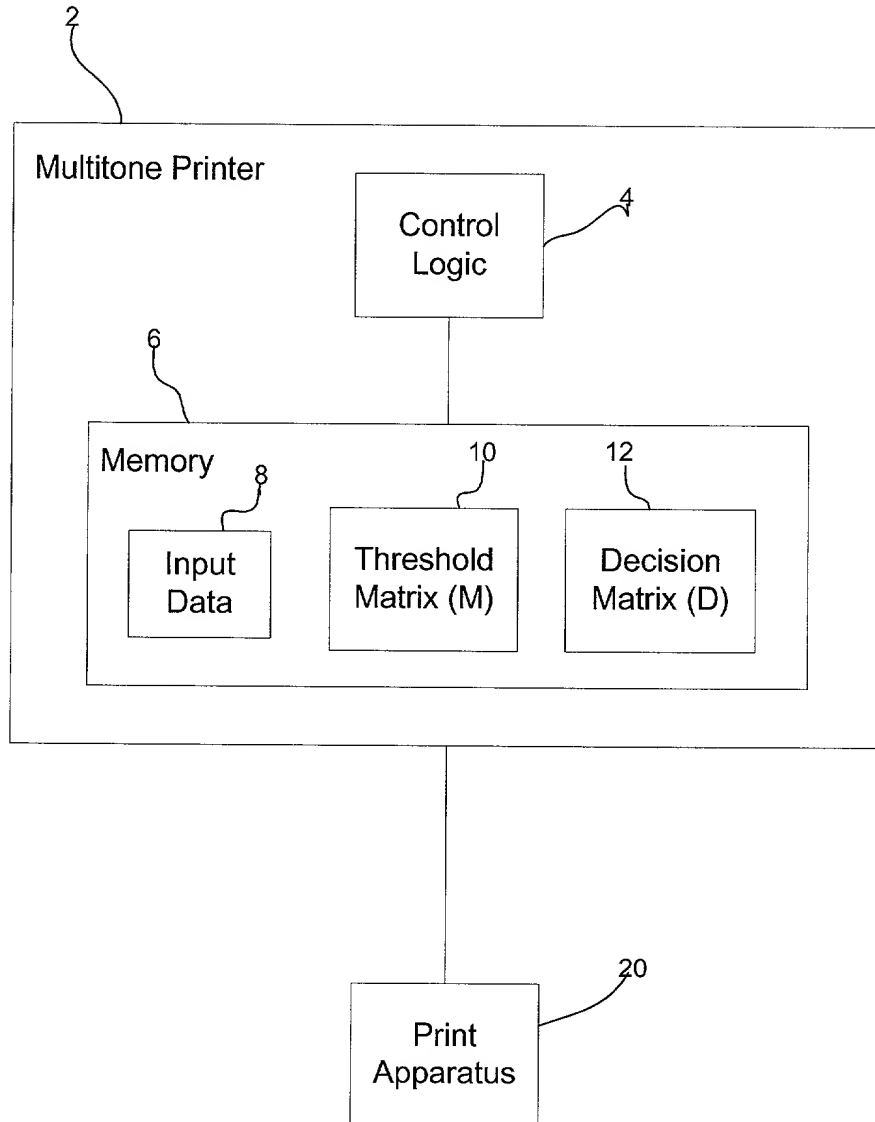 2
Multitone Printer
4
Control
Logic
6
Memory
8
10
12
Input
Data
Threshold
Matrix (M)
Decision
Matrix (D)
20
Print
Apparatus